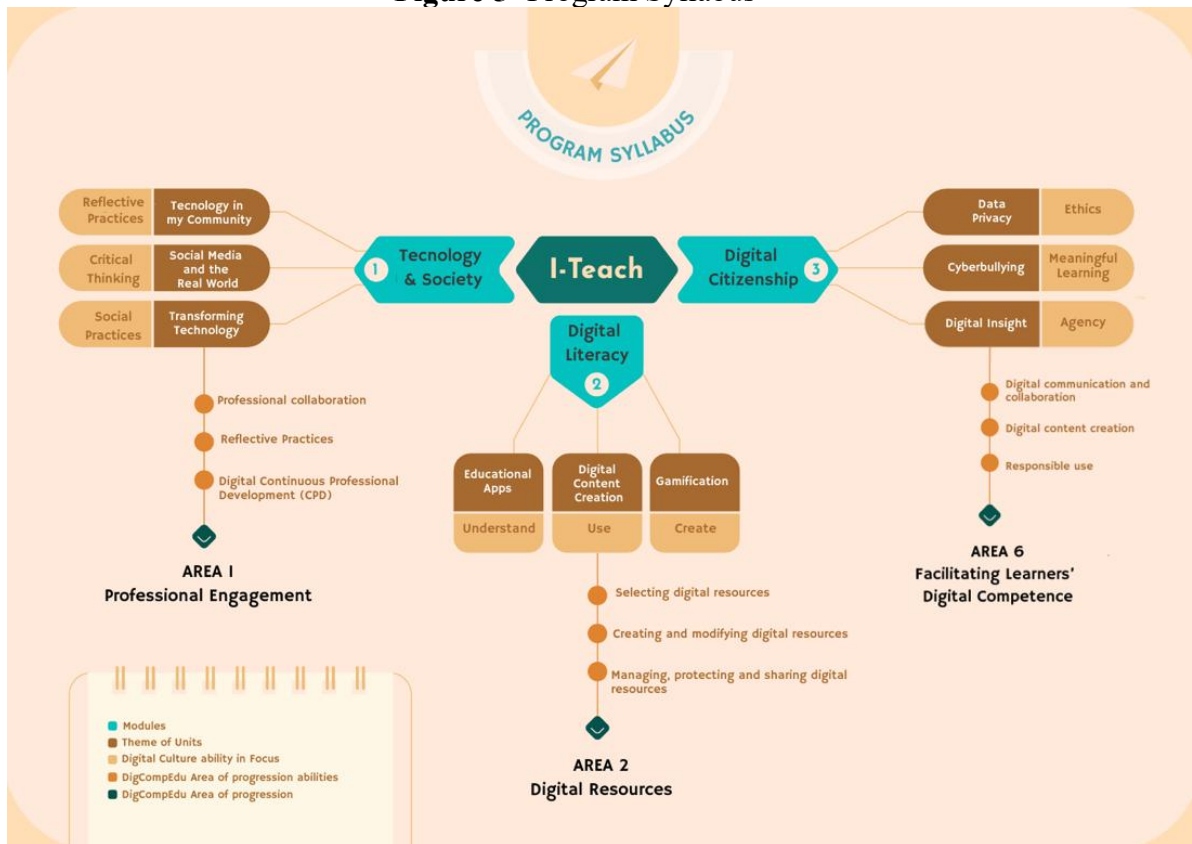 Figure 3 Program Syllabus
PROGRAM SYLLABUS
Reflective
Practices
Tecnology in
my Community
Critical
Thinking
Social Media
and the
Real World
Social
Practices
Transforming
Technology
1
Tecnology
& Society
I-Teach
Digital
Citizenship
3
Data
Privacy
Ethics
Cyberbullying
Meaningful
Learning
Digital Insight
Agency
Digital
Literacy
2
Professional collaboration
Reflective Practices
Digital Continuous Professional
Development (CPD)
AREA 1
Professional Engagement
Educational
Apps
Understand
Digital
Content
Creation
Use
Gamification
Create
Selecting digital resources
Creating and modifying digital resources
Managing, protecting and sharing digital
resources
AREA 2
Digital Resources
Digital communication and
collaboration
Digital content creation
Responsible use
AREA 6
Facilitating Learners'
Digital Competence
Modules
Theme of Units
Digital Culture ability in Focus
DigCompEdu Area of progression abilities
DigCompEdu Area of progression